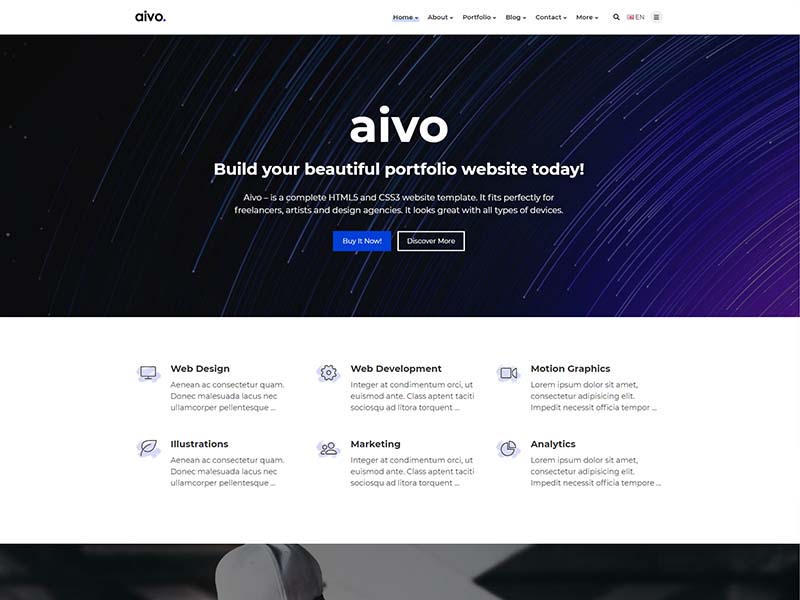 aivo.
Home About Portfolio Blog Contact More EN
aivo
Build your beautiful portfolio website today!
Aivo – is a complete HTML5 and CSS3 website template. It fits perfectly for
freelancers, artists and design agencies. It looks great with all types of devices.
Buy It Now! Discover More
Web Design
Aenean ac consectetur quam.
Donec malesuada lacus nec
ullamcorper pellentesque ...
Web Development
Integer at condimentum orci, ut
euismod ante. Class aptent taciti
sociosqu ad litora torquent ...
Motion Graphics
Lorem ipsum dolor sit amet,
consectetur adipisicing elit.
Impedit necessit officia tempor ...
Illustrations
Aenean ac consectetur quam.
Donec malesuada lacus nec
ullamcorper pellentesque ...
Marketing
Integer at condimentum orci, ut
euismod ante. Class aptent taciti
sociosqu ad litora torquent ...
Analytics
Lorem ipsum dolor sit amet,
consectetur adipisicing elit.
Impedit necessit officia tempore ...